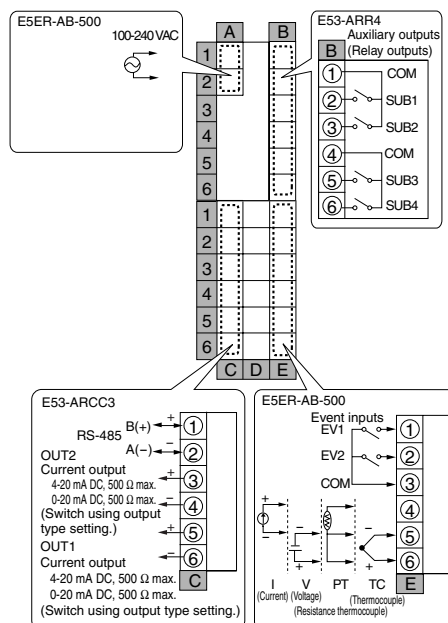 E5ER-AB-500
100-240 VAC
A
B
1
2
3
4
5
6
1
2
3
4
5
6
C D E
E53-ARR4
Auxiliary outputs
(Relay outputs)
B
1 COM
2 SUB1
3 SUB2
4 COM
5 SUB3
6 SUB4
E53-ARCC3
RS-485
B(+) + 1
A(−) − 2
OUT2
Current output
4-20 mA DC, 500 Ω max.
0-20 mA DC, 500 Ω max.
(Switch using output
type setting.)
+ 3
− 4
OUT1
Current output
4-20 mA DC, 500 Ω max.
0-20 mA DC, 500 Ω max.
(Switch using output type setting.)
+ 5
− 6
C
E5ER-AB-500
Event inputs
EV1 1
EV2 2
COM 3
4
5
6
E
+ − − + − +
I V PT TC
(Current) (Voltage) (Thermocouple)
(Resistance thermocouple)